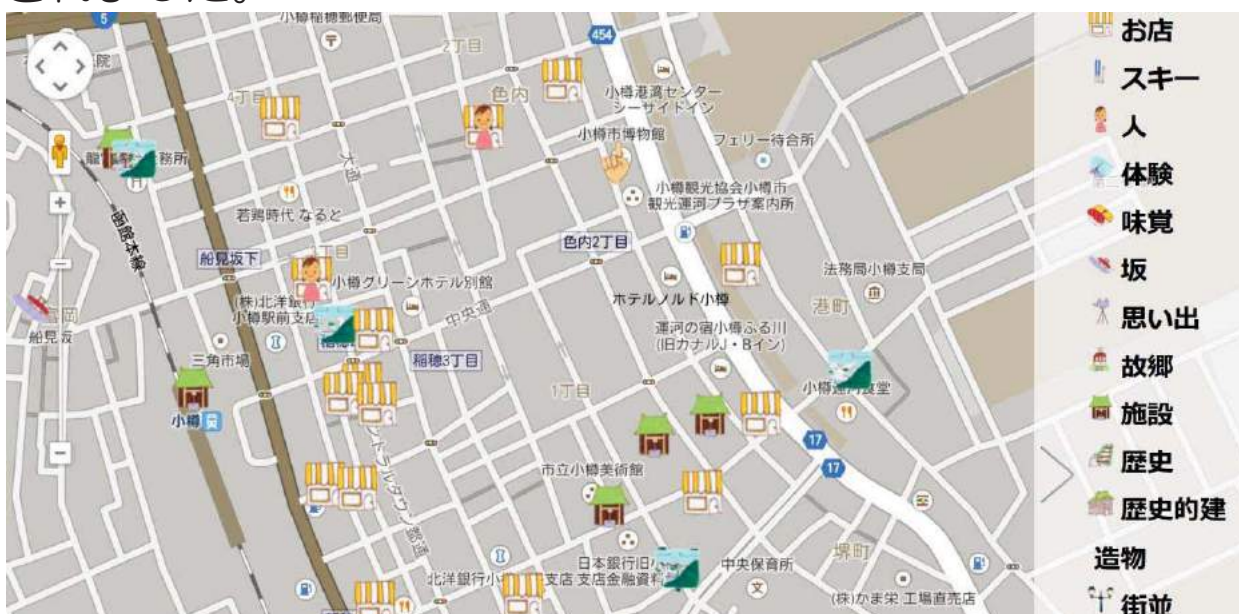 5
小樽稲穂郵便局
2丁目
454
小樽港湾センター
シーサイドイン
4丁目
色内
小樽市博物館
フェリー待合所
大通
小樽観光協会小樽市
観光運河プラザ案内所
若鶏時代 なると
函館本線
船見坂下
色内2丁目
小樽グリーンホテル別館
法務局小樽支局
ホテルノルド小樽
(株)北洋銀行
小樽駅前支店
中央通
港町
船見坂
運河の宿小樽ふる川
(旧カナルJ・Bイン)
三角市場
稲穂3丁目
1丁目
小樽運河食堂
小樽
17
17
市立小樽美術館
日本銀行旧小
支店金融資料
中央保育所
堺町
北洋銀行小
支店
(株)かま栄 工場直売店
お店
スキー
人
体験
味覚
坂
思い出
故郷
施設
歴史
歴史的建
造物
街並